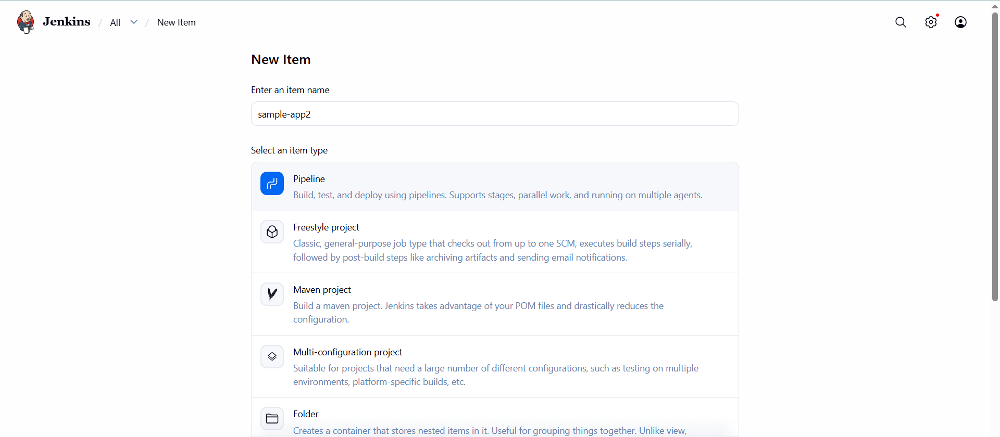 Jenkins / All / New Item
New Item
Enter an item name
sample-app2
Select an item type
Pipeline
Build, test, and deploy using pipelines. Supports stages, parallel work, and running on multiple agents.
Freestyle project
Classic, general-purpose job type that checks out from up to one SCM, executes build steps serially,
followed by post-build steps like archiving artifacts and sending email notifications.
Maven project
Build a maven project. Jenkins takes advantage of your POM files and drastically reduces the
configuration.
Multi-configuration project
Suitable for projects that need a large number of different configurations, such as testing on multiple
environments, platform-specific builds, etc.
Folder
Creates a container that stores nested items in it. Useful for grouping things together. Unlike view,